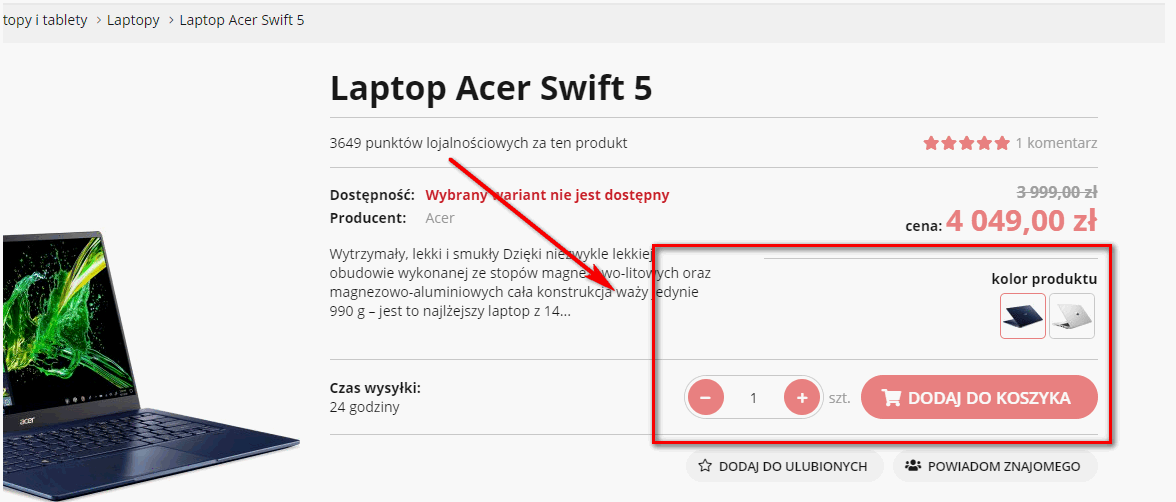 topy i tablety > Laptopy > Laptop Acer Swift 5
Laptop Acer Swift 5
3649 punktów lojalnościowych za ten produkt
1 komentarz
Dostępność: Wybrany wariant nie jest dostępny
3 999,00 zł
Producent: Acer
cena: 4 049,00 zł
Wytrzymały, lekki i smukły Dzięki niezwykle lekkiej
obudowie wykonanej ze stopów magnezowo-litowych oraz
magnezowo-aluminiowych cała konstrukcja waży jedynie
990 g – jest to najlżejszy laptop z 14...
kolor produktu
Czas wysyłki:
24 godziny
− 1 + szt. DODAJ DO KOSZYKA
DODAJ DO ULUBIONYCH POWIADOM ZNAJOMEGO
acer